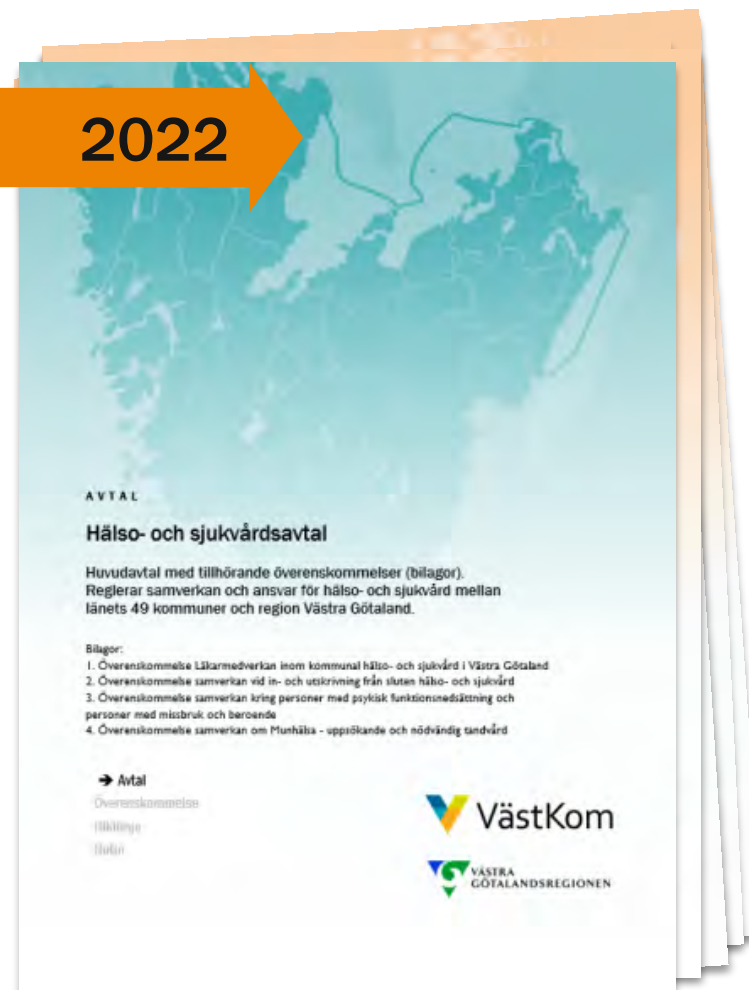 2022
AVTAL
Hälso- och sjukvårdsavtal
Huvudavtal med tillhörande överenskommelser (bilagor).
Reglerar samverkan och ansvar för hälso- och sjukvård mellan
länets 49 kommuner och region Västra Götaland.
Bilagor:
1. Överenskommelse Läkarmedverkan inom kommunal hälso- och sjukvård i Västra Götaland
2. Överenskommelse samverkan vid in- och utskrivning från sluten hälso- och sjukvård
3. Överenskommelse samverkan kring personer med psykisk funktionsnedsättning och
personer med missbruk och beroende
4. Överenskommelse samverkan om Munhälsa - uppsökande och nödvändig tandvård
➔ Avtal
Överenskommelse
VästKom
VÄSTRA
GÖTALANDSREGIONEN